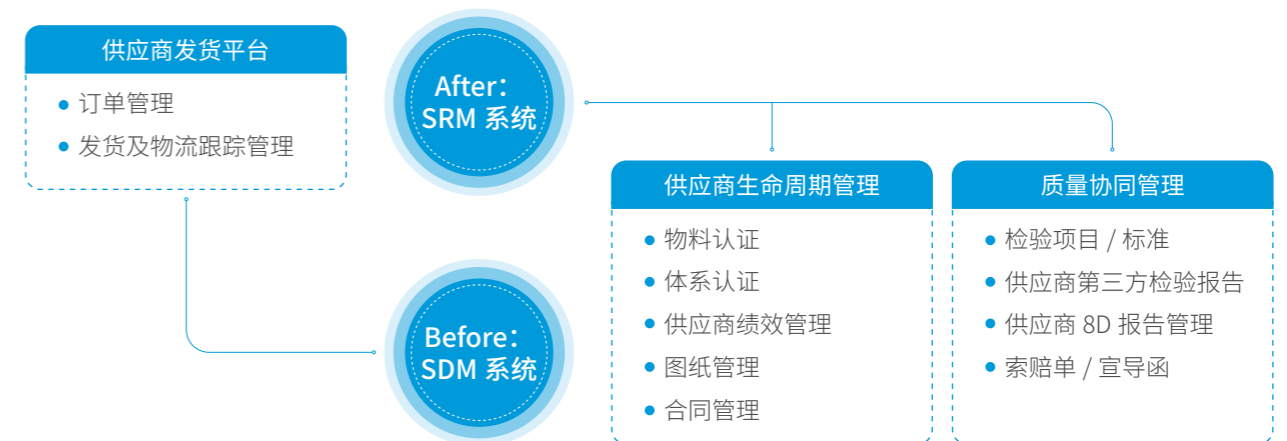 供应商发货平台
订单管理
发货及物流跟踪管理
After：
SRM 系统
Before：
SDM 系统
供应商生命周期管理
物料认证
体系认证
供应商绩效管理
图纸管理
合同管理
质量协同管理
检验项目 / 标准
供应商第三方检验报告
供应商 8D 报告管理
索赔单 / 宣导函